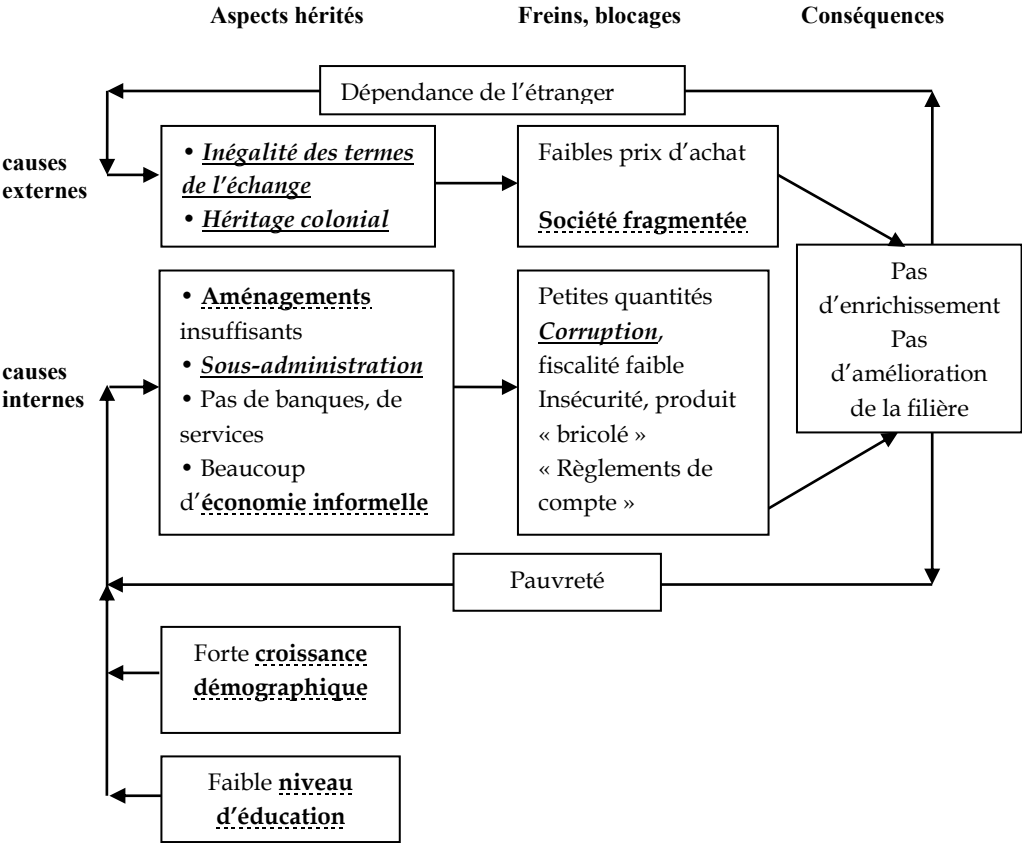 Aspects hérités
Freins, blocages
Conséquences
Dépendance de l’étranger
causes
externes
• Inégalité des termes
de l’échange
• Héritage colonial
Faibles prix d’achat
Société fragmentée
Pas
d’enrichissement
Pas
d’amélioration
de la filière
causes
internes
• Aménagements
insuffisants
• Sous-administration
• Pas de banques, de
services
• Beaucoup
d’économie informelle
Petites quantités
Corruption,
fiscalité faible
Insécurité, produit
« bricolé »
« Règlements de
compte »
Pauvreté
Forte croissance
démographique
Faible niveau
d’éducation